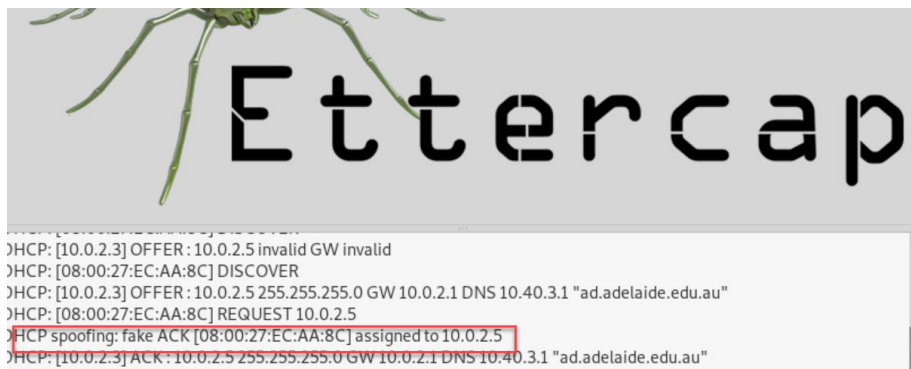 Ettercap
DHCP: [10.0.2.3] OFFER : 10.0.2.5 invalid GW invalid
DHCP: [08:00:27:EC:AA:8C] DISCOVER
DHCP: [10.0.2.3] OFFER : 10.0.2.5 255.255.255.0 GW 10.0.2.1 DNS 10.40.3.1 "ad.adelaide.edu.au"
DHCP: [08:00:27:EC:AA:8C] REQUEST 10.0.2.5
DHCP spoofing: fake ACK [08:00:27:EC:AA:8C] assigned to 10.0.2.5
DHCP: [10.0.2.3] ACK : 10.0.2.5 255.255.255.0 GW 10.0.2.1 DNS 10.40.3.1 "ad.adelaide.edu.au"